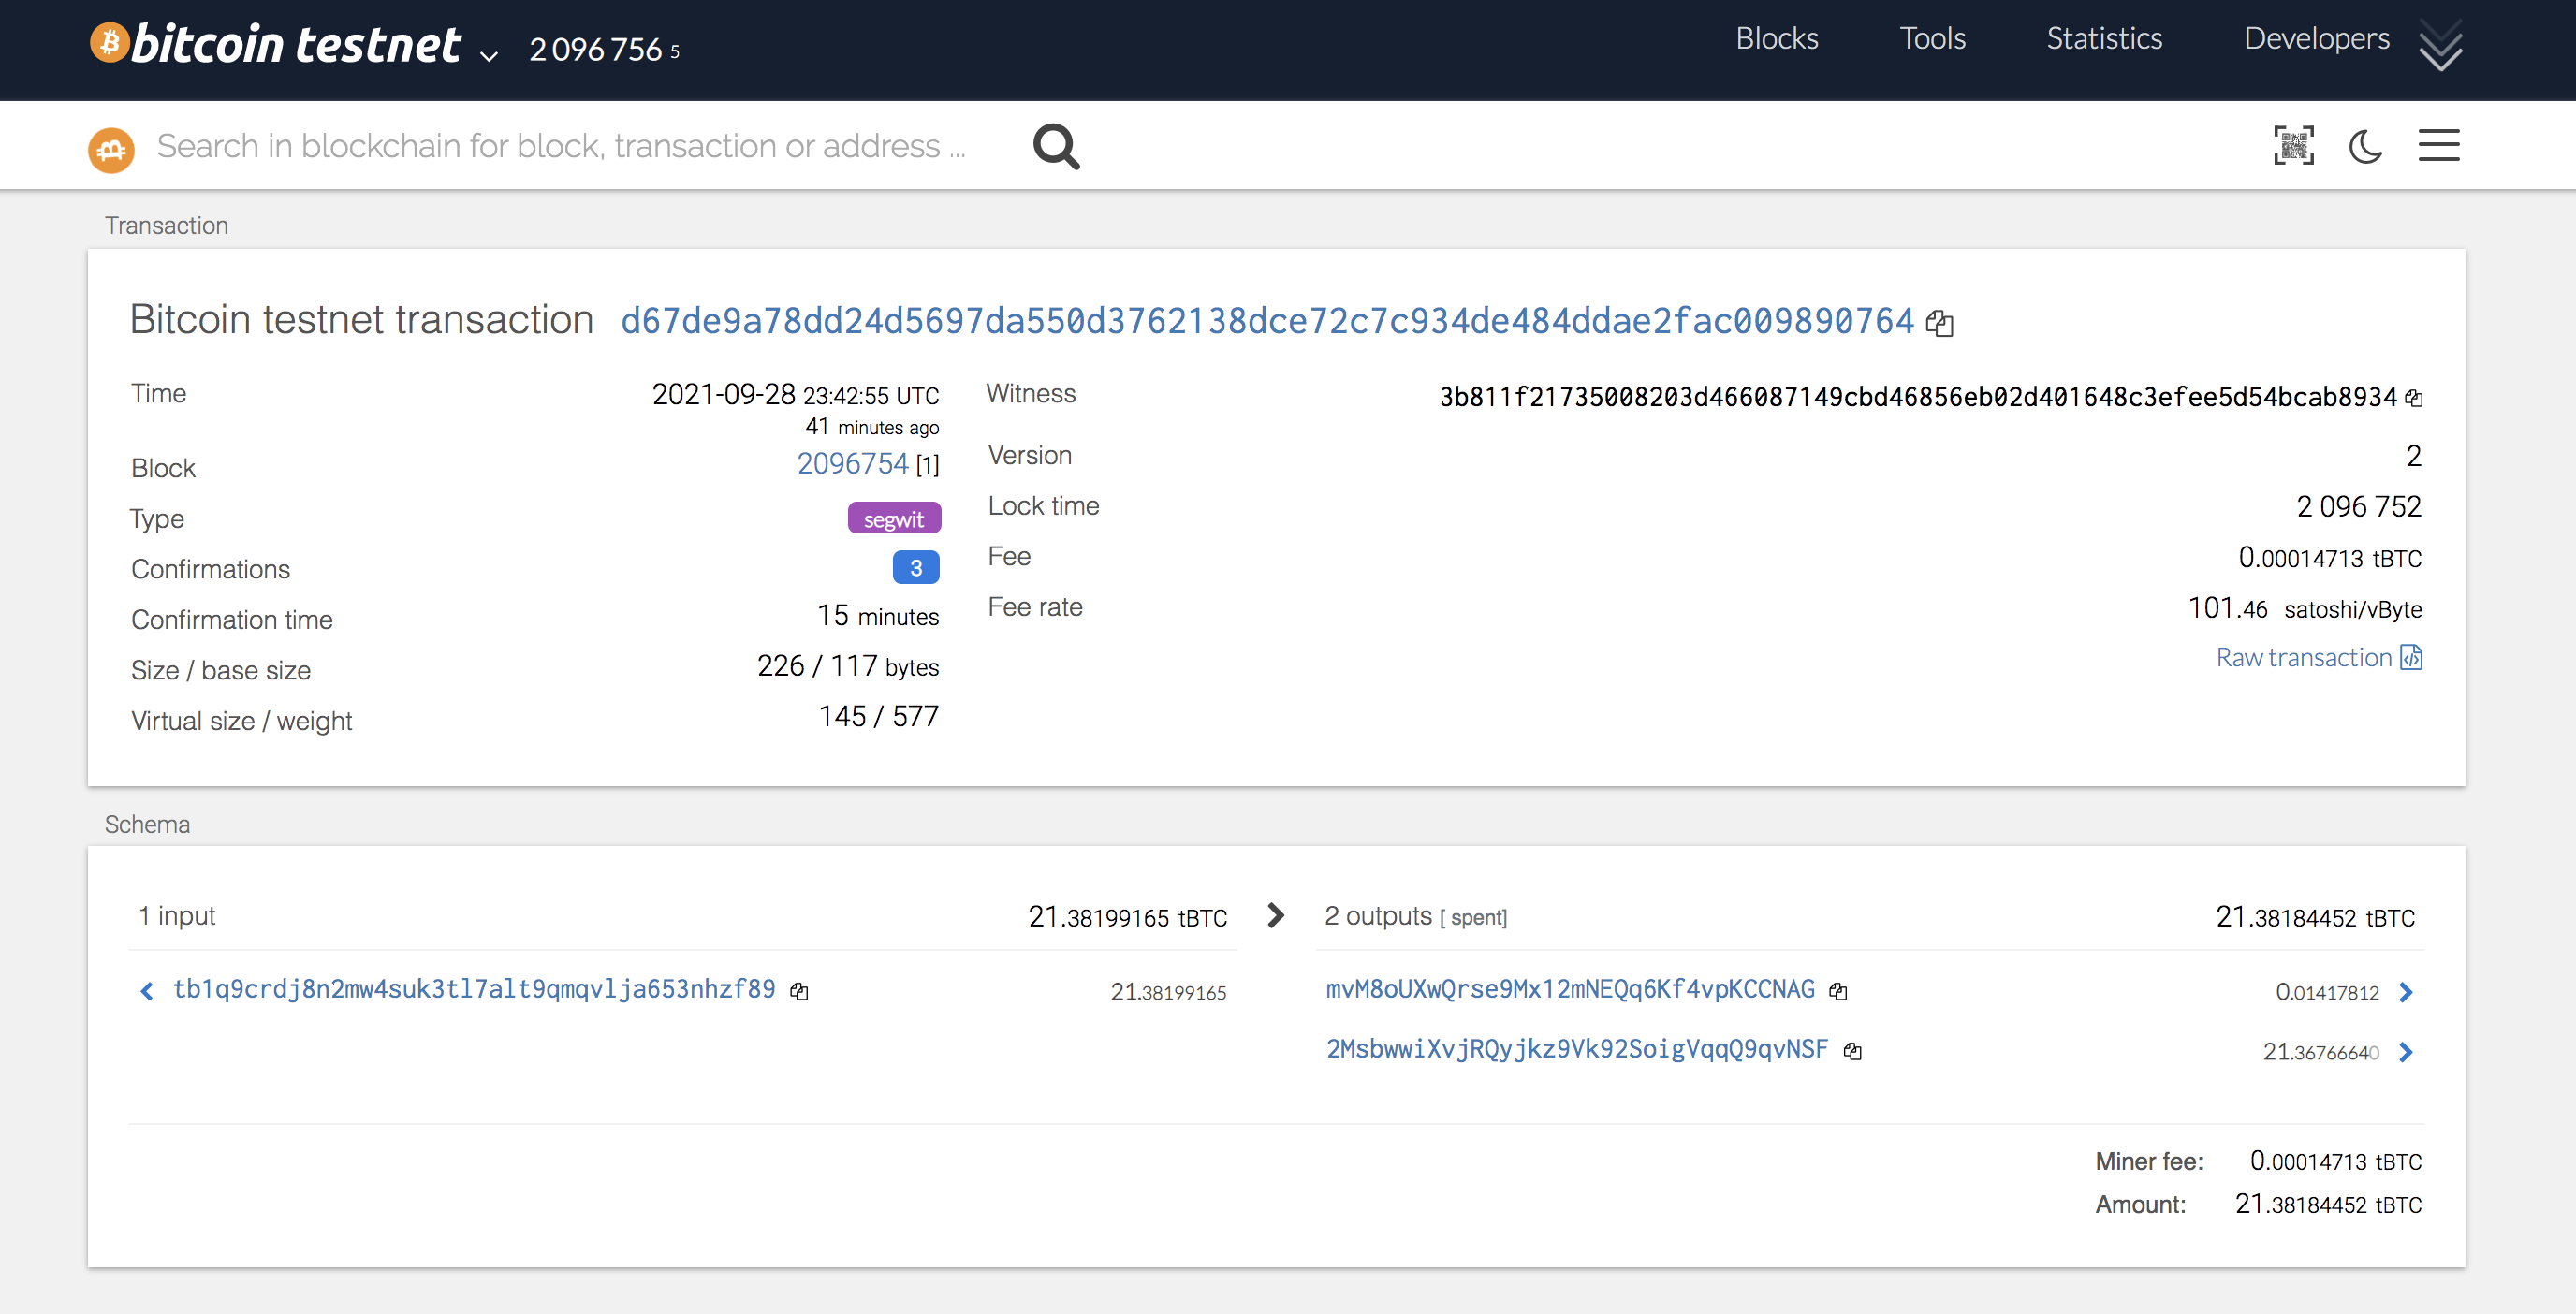 bitcoin testnet 2 096 756 5 Blocks Tools Statistics Developers
Search in blockchain for block, transaction or address ...
Transaction
Bitcoin testnet transaction d67de9a78dd24d5697da550d3762138dce72c7c934de484ddae2fac009890764
Time 2021-09-28 23:42:55 UTC
41 minutes ago
Block 2096754 [1]
Type segwit
Confirmations 3
Confirmation time 15 minutes
Size / base size 226 / 117 bytes
Virtual size / weight 145 / 577
Witness 3b811f21735008203d466087149cbd46856eb02d401648c3efee5d54bcab8934
Version 2
Lock time 2 096 752
Fee 0.00014713 tBTC
Fee rate 101.46 satoshi/vByte
Raw transaction
Schema
1 input 21.38199165 tBTC
tb1q9crdj8n2mw4suk3tl7alt9qmqvlja653nhzf89 21.38199165
2 outputs [ spent] 21.38184452 tBTC
mvM8oUXwQrse9Mx12mNEQq6Kf4vpKCCNAG 0.01417812
2MsbwwiXvjRQyjkz9Vk92SoigVqqQ9qvNSF 21.36766640
Miner fee: 0.00014713 tBTC
Amount: 21.38184452 tBTC